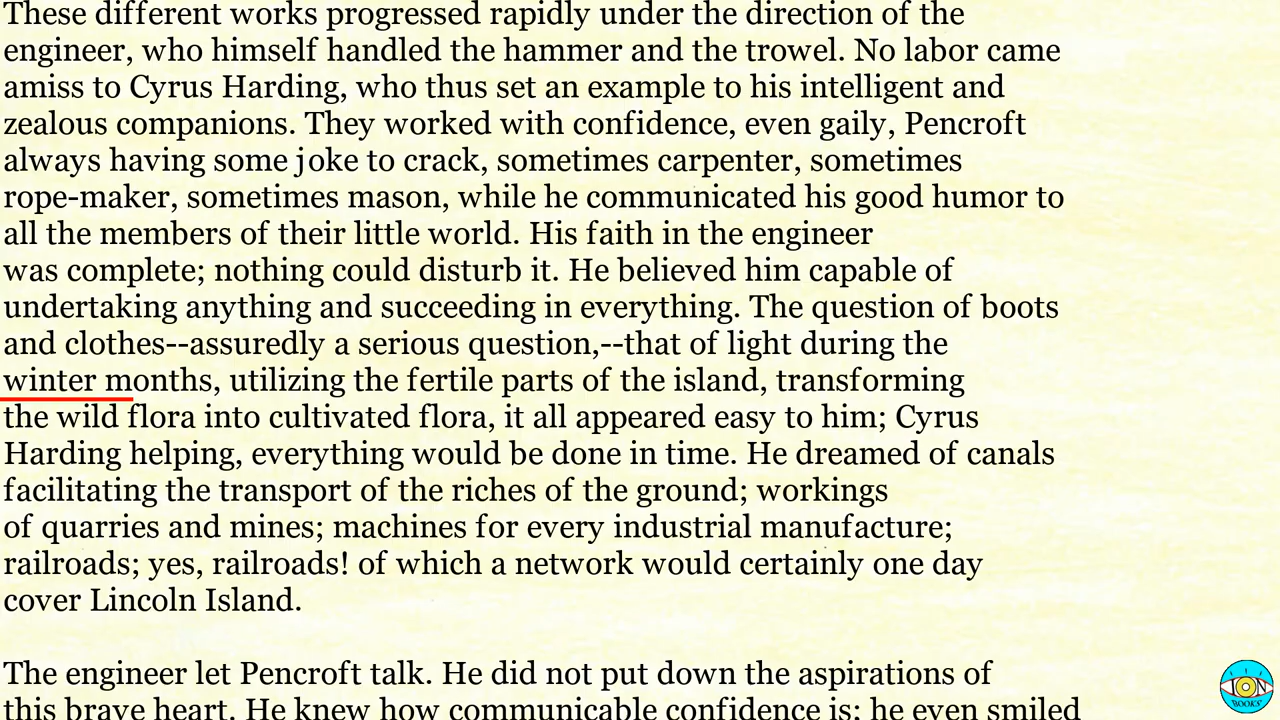 These different works progressed rapidly under the direction of the
engineer, who himself handled the hammer and the trowel. No labor came
amiss to Cyrus Harding, who thus set an example to his intelligent and
zealous companions. They worked with confidence, even gaily, Pencroft
always having some joke to crack, sometimes carpenter, sometimes
rope-maker, sometimes mason, while he communicated his good humor to
all the members of their little world. His faith in the engineer
was complete; nothing could disturb it. He believed him capable of
undertaking anything and succeeding in everything. The question of boots
and clothes--assuredly a serious question,--that of light during the
winter months, utilizing the fertile parts of the island, transforming
the wild flora into cultivated flora, it all appeared easy to him; Cyrus
Harding helping, everything would be done in time. He dreamed of canals
facilitating the transport of the riches of the ground; workings
of quarries and mines; machines for every industrial manufacture;
railroads; yes, railroads! of which a network would certainly one day
cover Lincoln Island.
The engineer let Pencroft talk. He did not put down the aspirations of
this brave heart. He knew how communicable confidence is; he even smiled
ION
BOOKS